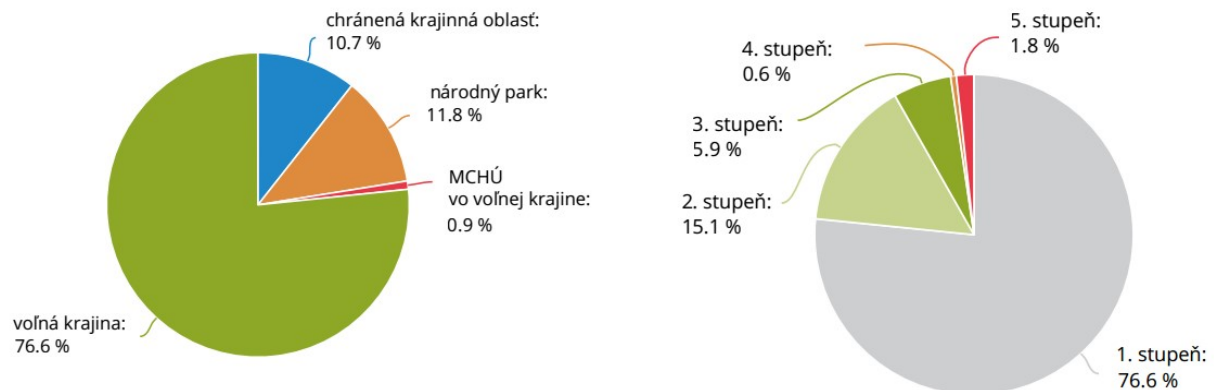 chránená krajinná oblasť:
10.7 %
národný park:
11.8 %
MCHÚ
vo voľnej krajine:
0.9 %
voľná krajina:
76.6 %
5. stupeň:
1.8 %
4. stupeň:
0.6 %
3. stupeň:
5.9 %
2. stupeň:
15.1 %
1. stupeň:
76.6 %